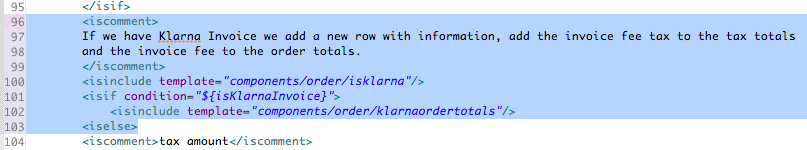 95 </isif>
96 <iscomment>
97 If we have Klarna Invoice we add a new row with information, add the invoice fee tax to the tax totals
98 and the invoice fee to the order totals.
99 </iscomment>
100 <isinclude template="components/order/isklarna"/>
101 <isif condition="${isKlarnaInvoice}">
102 <isinclude template="components/order/klarnaordertotals"/>
103 <iselse>
104 <iscomment>tax amount</iscomment>